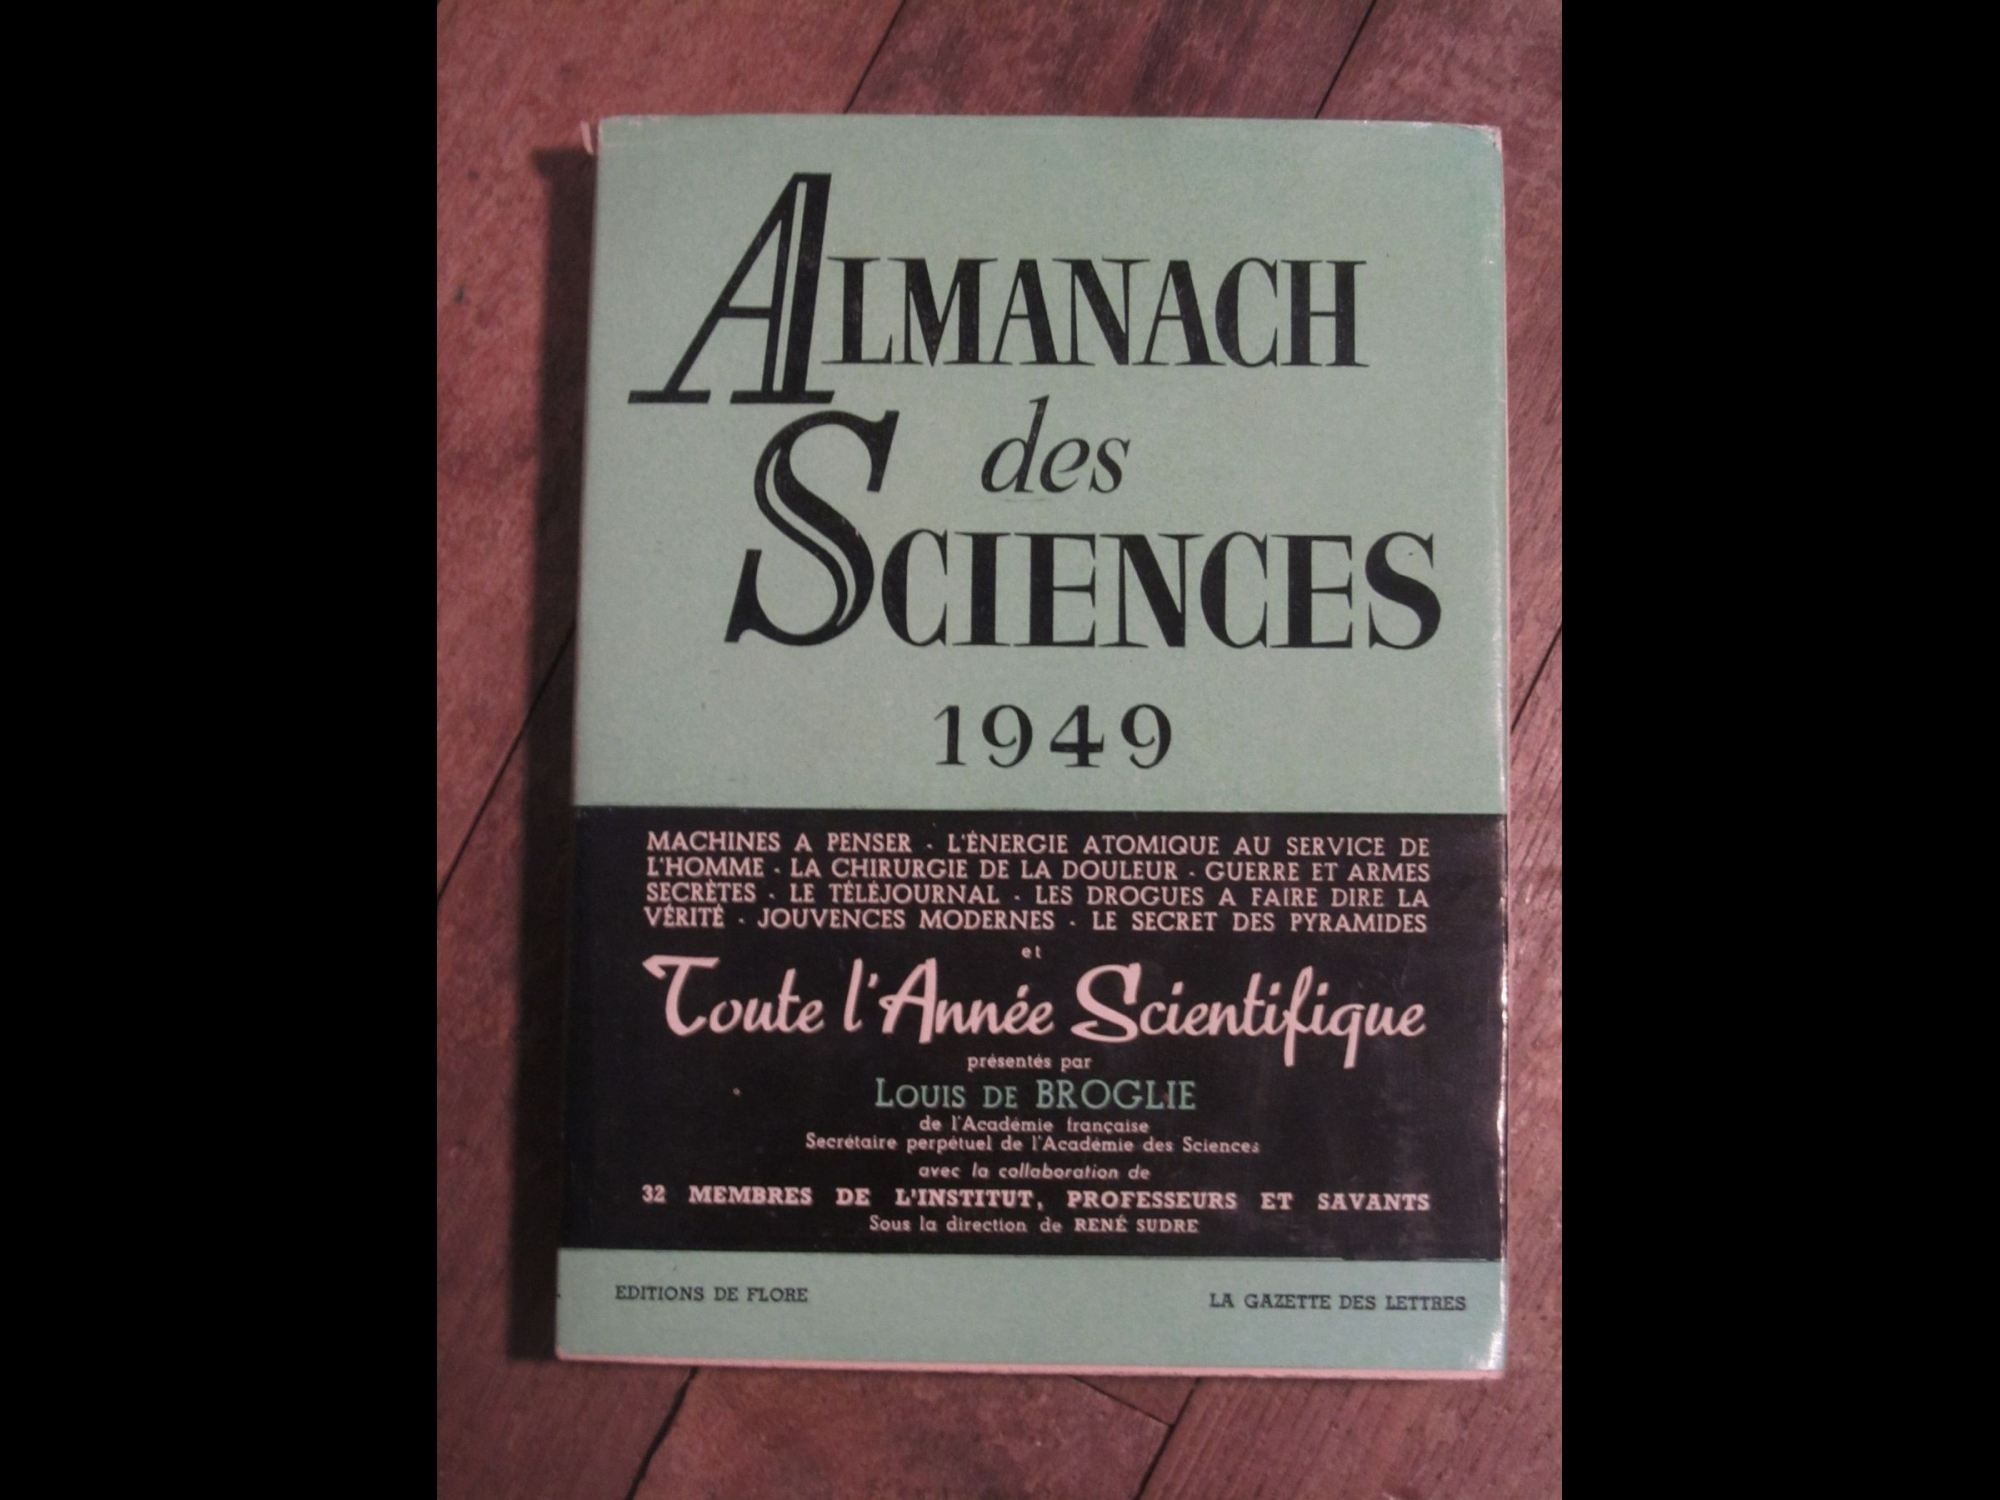 ALMANACH
des
SCIENCES
1949
MACHINES A PENSER - L'ÉNERGIE ATOMIQUE AU SERVICE DE
L'HOMME - LA CHIRURGIE DE LA DOULEUR - GUERRE ET ARMES
SECRÈTES - LE TÉLÉJOURNAL - LES DROGUES A FAIRE DIRE LA
VÉRITÉ - JOUVENCES MODERNES - LE SECRET DES PYRAMIDES
et
Toute l'Année Scientifique
présentés par
LOUIS DE BROGLIE
de l'Académie française
Secrétaire perpétuel de l'Académie des Sciences
avec la collaboration de
32 MEMBRES DE L'INSTITUT, PROFESSEURS ET SAVANTS
Sous la direction de RENÉ SUDRE
EDITIONS DE FLORE LA GAZETTE DES LETTRES